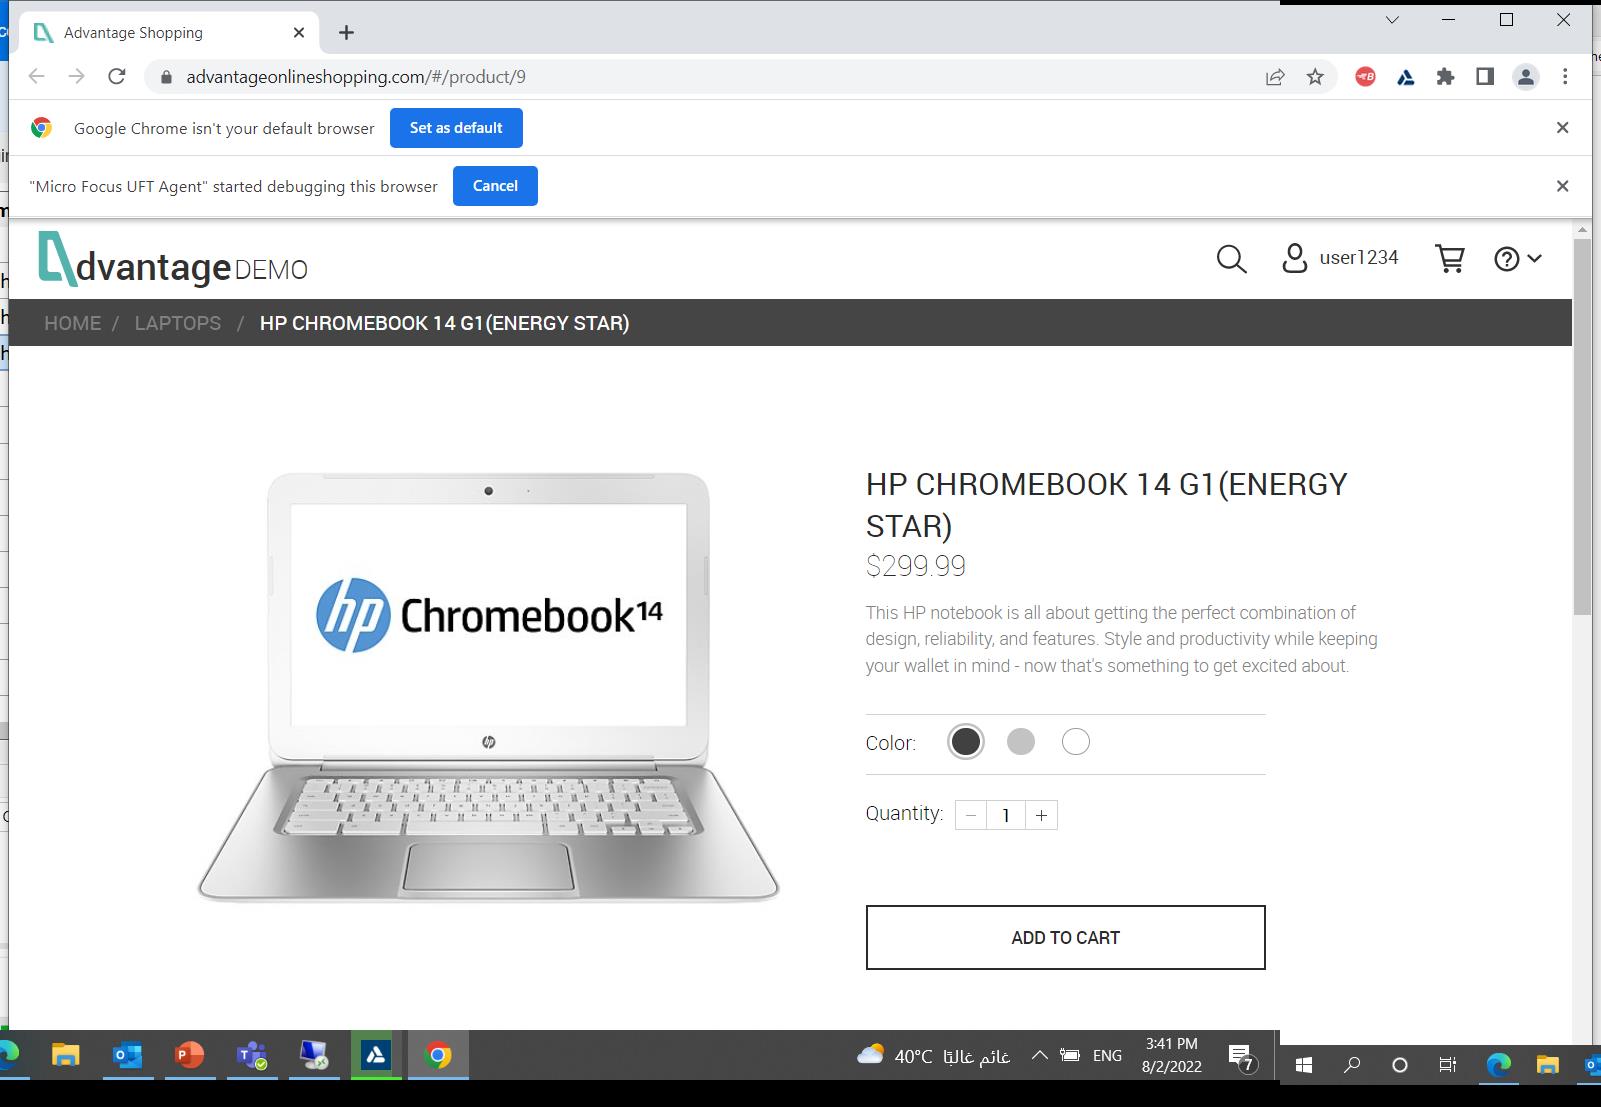 Advantage Shopping
advantageonlineshopping.com/#/product/9
Google Chrome isn't your default browser
Set as default
"Micro Focus UFT Agent" started debugging this browser
Cancel
dvantage DEMO
user1234
HOME / LAPTOPS / HP CHROMEBOOK 14 G1(ENERGY STAR)
hp Chromebook14
hp
HP CHROMEBOOK 14 G1(ENERGY
STAR)
$299.99
This HP notebook is all about getting the perfect combination of
design, reliability, and features. Style and productivity while keeping
your wallet in mind - now that's something to get excited about.
Color:
Quantity: − 1 +
ADD TO CART
40°C غائم غالبًا
ENG
3:41 PM
8/2/2022
7